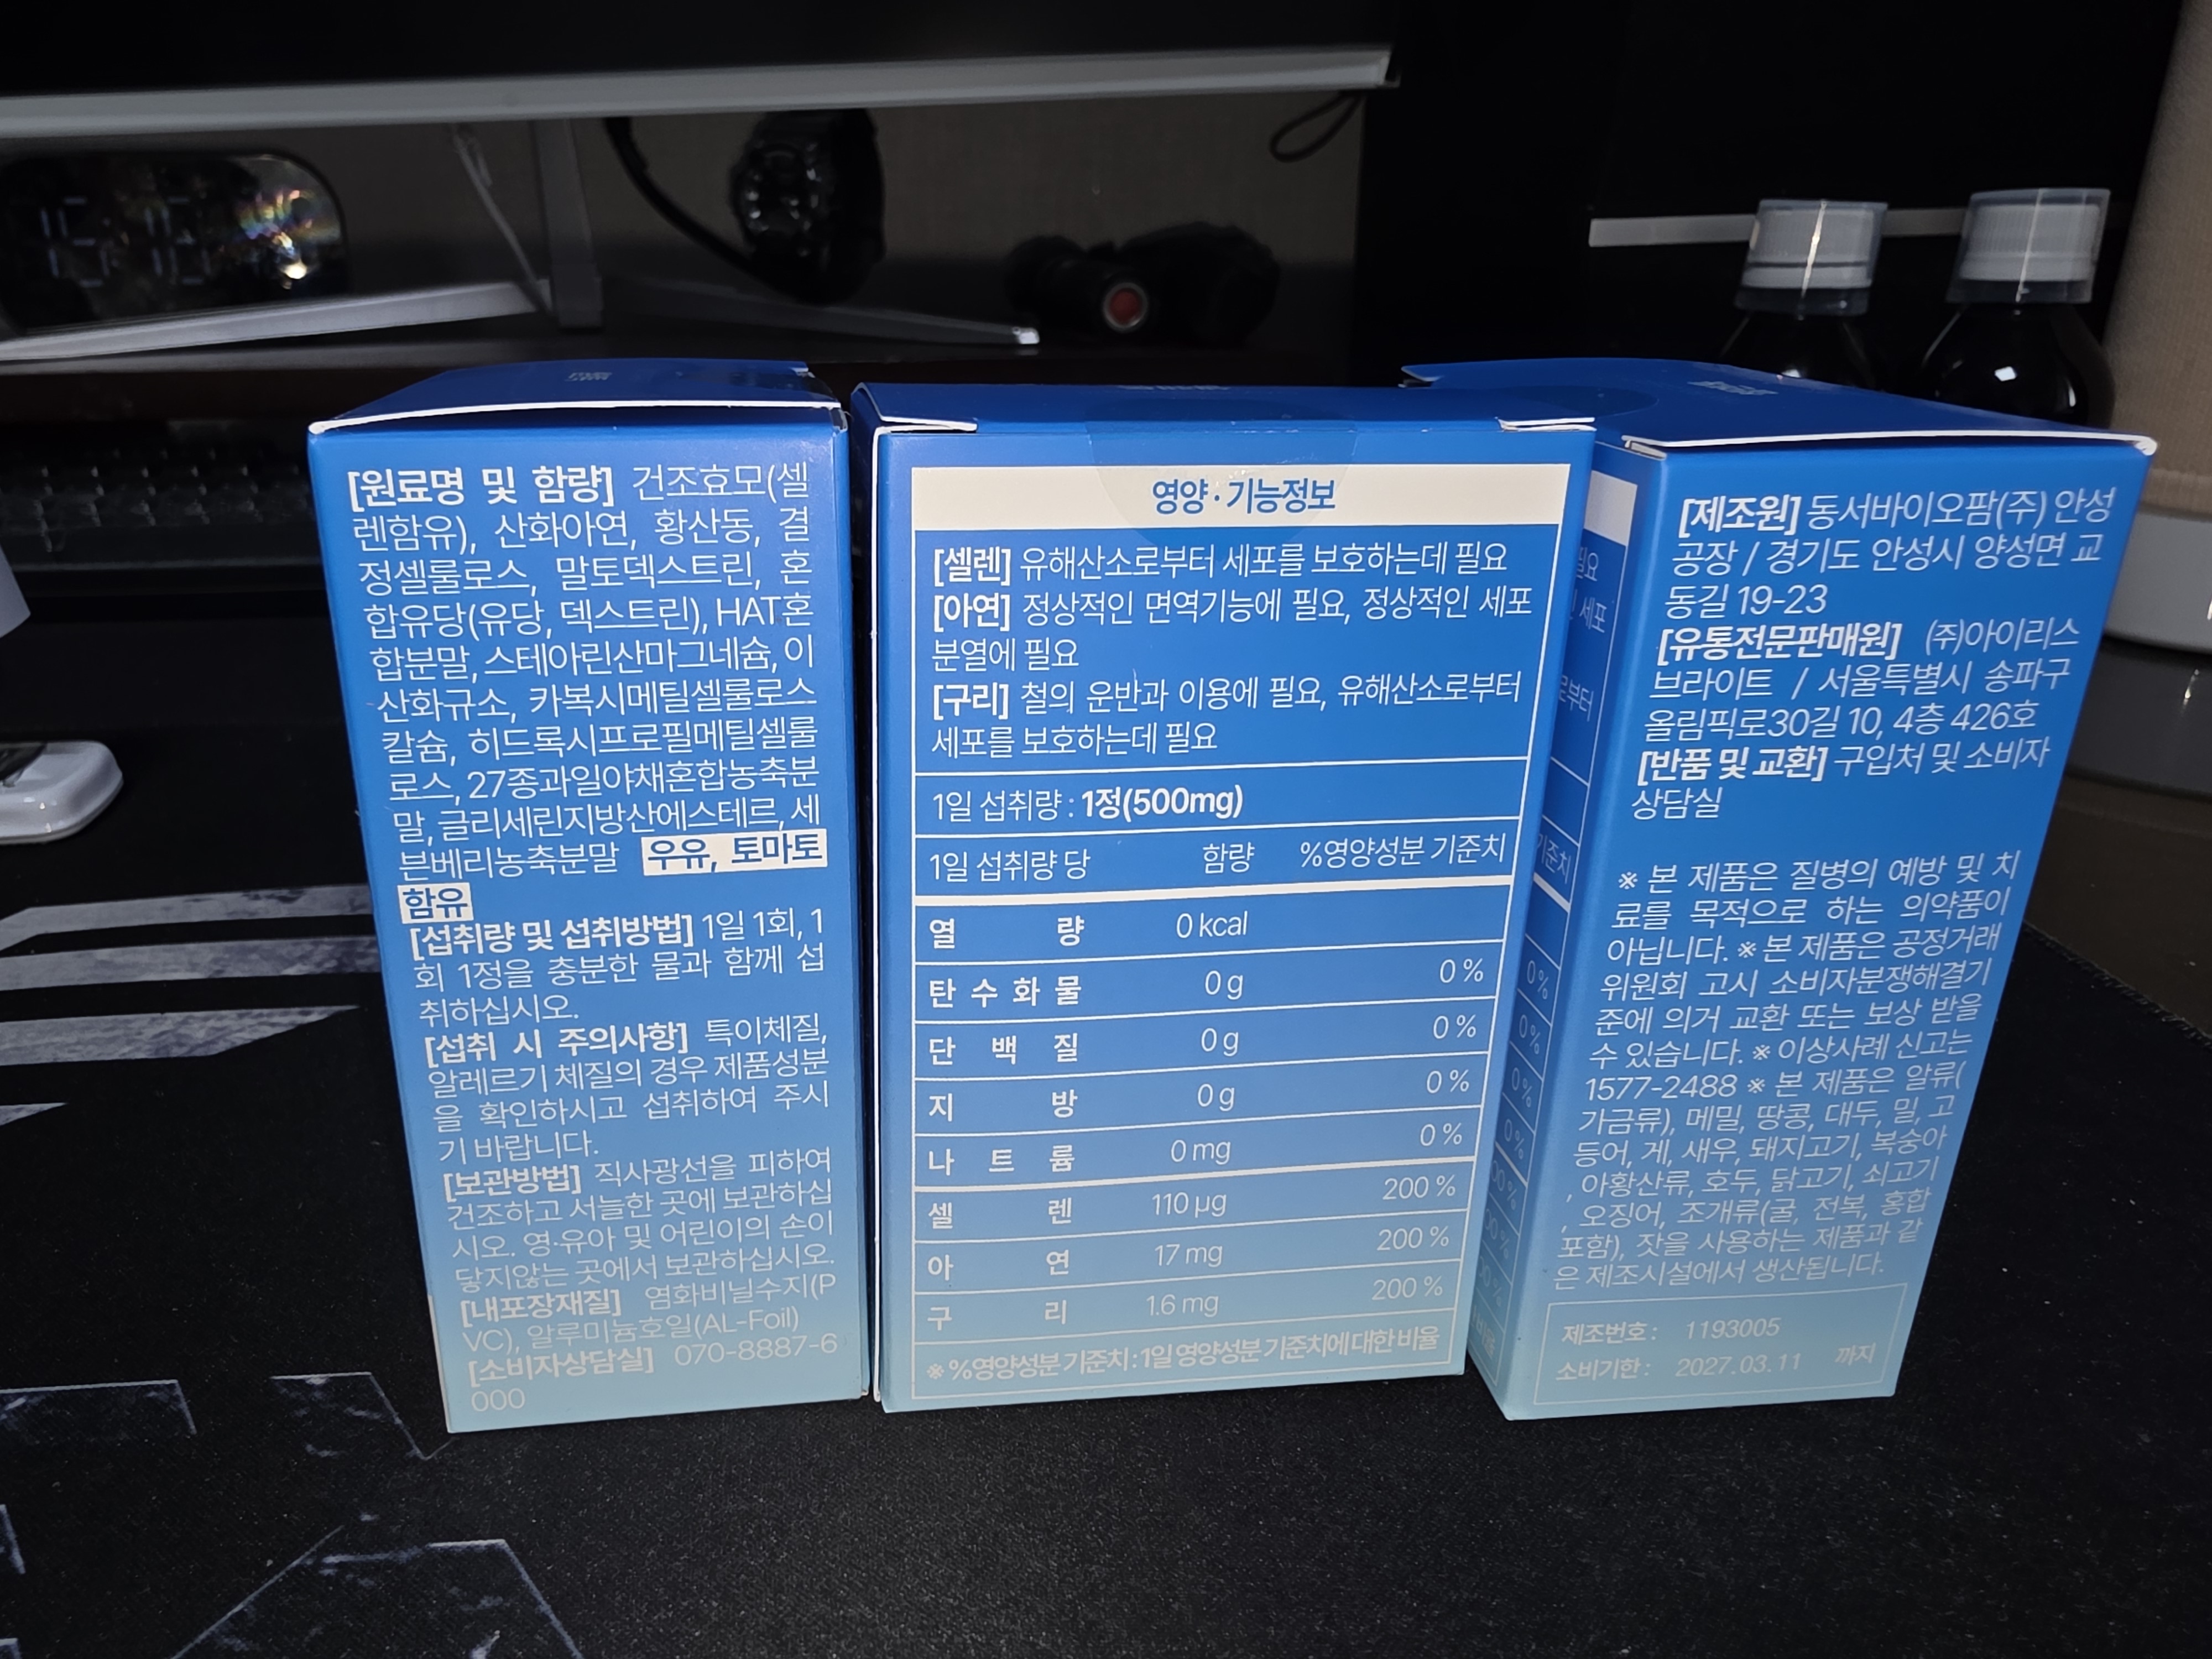 [원료명 및 함량] 건조효모(셀
렌함유), 산화아연, 황산동, 결
정셀룰로스, 말토덱스트린, 혼
합유당(유당, 덱스트린), HAT혼
합분말, 스테아린산마그네슘, 이
산화규소, 카복시메틸셀룰로스
칼슘, 히드록시프로필메틸셀룰
로스, 27종과일야채혼합농축분
말, 글리세린지방산에스테르, 세
븐베리농축분말 우유, 토마토
함유
[섭취량 및 섭취방법] 1일 1회, 1
회 1정을 충분한 물과 함께 섭
취하십시오.
[섭취 시 주의사항] 특이체질,
알레르기 체질의 경우 제품성분
을 확인하시고 섭취하여 주시
기 바랍니다.
[보관방법] 직사광선을 피하여
건조하고 서늘한 곳에 보관하십
시오. 영·유아 및 어린이의 손이
닿지않는 곳에서 보관하십시오.
[내포장재질] 염화비닐수지(P
VC), 알루미늄호일(AL-Foil)
[소비자상담실] 070-8887-6
000
영양·기능정보
[셀렌] 유해산소로부터 세포를 보호하는데 필요
[아연] 정상적인 면역기능에 필요, 정상적인 세포
분열에 필요
[구리] 철의 운반과 이용에 필요, 유해산소로부터
세포를 보호하는데 필요
1일 섭취량 : 1정(500mg)
1일 섭취량 당 함량 %영양성분 기준치
열 량 0 kcal
탄 수 화 물 0 g 0 %
단 백 질 0 g 0 %
지 방 0 g 0 %
나 트 륨 0 mg 0 %
셀 렌 110 µg 200 %
아 연 17 mg 200 %
구 리 1.6 mg 200 %
※ %영양성분 기준치 : 1일 영양성분 기준치에 대한 비율
필요
세포
로부터
기준치
0 %
0 %
0 %
0 %
[제조원] 동서바이오팜(주) 안성
공장 / 경기도 안성시 양성면 교
동길 19-23
[유통전문판매원] (주)아이리스
브라이트 / 서울특별시 송파구
올림픽로30길 10, 4층 426호
[반품 및 교환] 구입처 및 소비자
상담실
※ 본 제품은 질병의 예방 및 치
료를 목적으로 하는 의약품이
아닙니다. ※ 본 제품은 공정거래
위원회 고시 소비자분쟁해결기
준에 의거 교환 또는 보상 받을
수 있습니다. ※ 이상사례 신고는
1577-2488 ※ 본 제품은 알류(
가금류), 메밀, 땅콩, 대두, 밀, 고
등어, 게, 새우, 돼지고기, 복숭아
, 아황산류, 호두, 닭고기, 쇠고기
, 오징어, 조개류(굴, 전복, 홍합
포함), 잣을 사용하는 제품과 같
은 제조시설에서 생산됩니다.
제조번호 : 1193005
소비기한 : 2027.03.11 까지